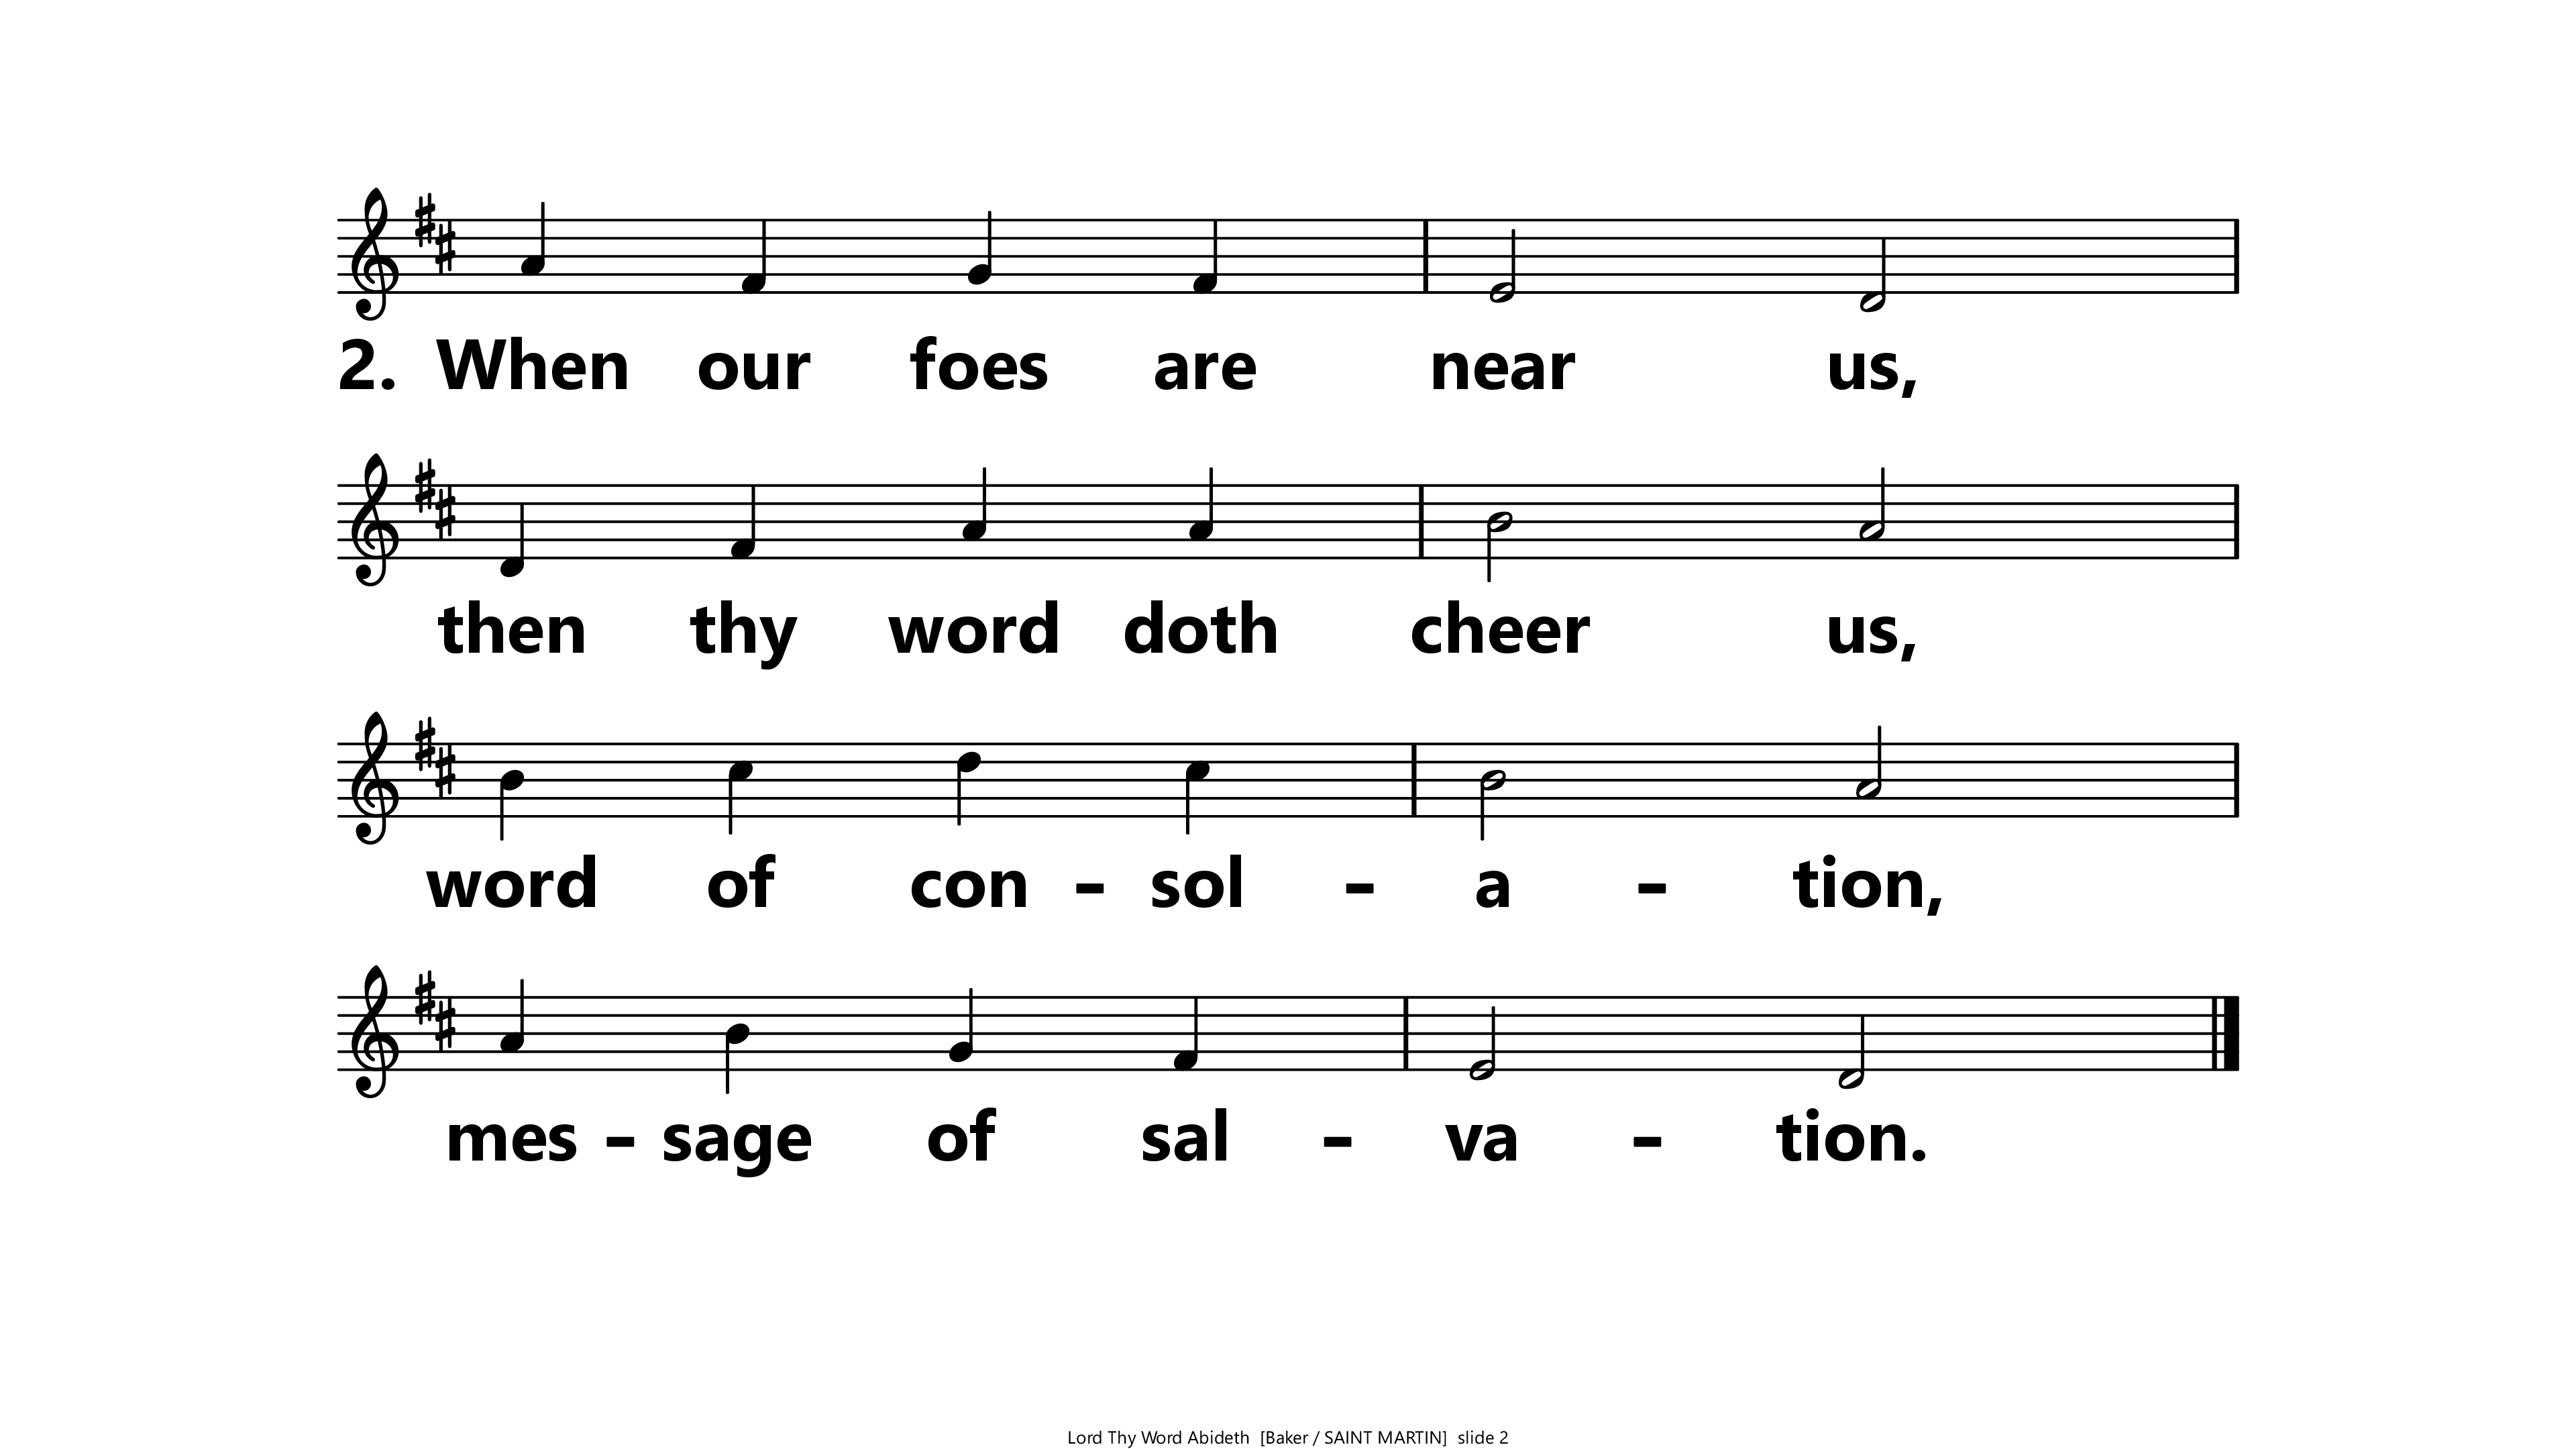 2. When our foes are near us,
then thy word doth cheer us,
word of con - sol - a - tion,
mes - sage of sal - va - tion.
Lord Thy Word Abideth [Baker / SAINT MARTIN] slide 2